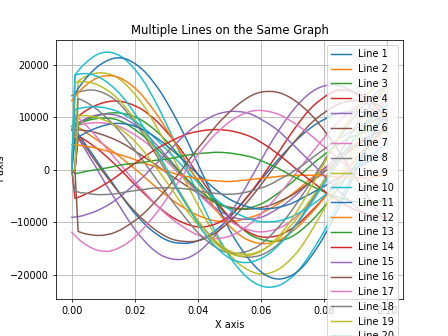 Multiple Lines on the Same Graph
20000
10000
0
−10000
−20000
0.00
0.02
0.04
0.06
X axis
Line 1
Line 2
Line 3
Line 4
Line 5
Line 6
Line 7
Line 8
Line 9
Line 10
Line 11
Line 12
Line 13
Line 14
Line 15
Line 16
Line 17
Line 18
Line 19
Line 20